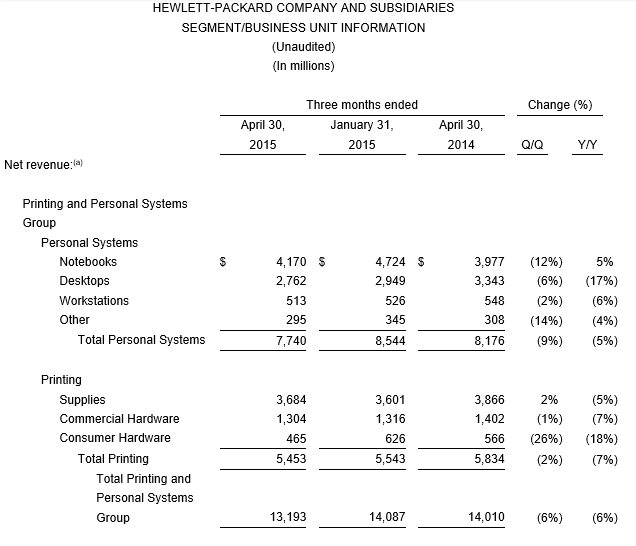 HEWLETT-PACKARD COMPANY AND SUBSIDIARIES
SEGMENT/BUSINESS UNIT INFORMATION
(Unaudited)
(In millions)
Three months ended Change (%)
April 30, January 31, April 30,
2015 2015 2014 Q/Q Y/Y
Net revenue:(a)
Printing and Personal Systems
Group
Personal Systems
Notebooks $ 4,170 $ 4,724 $ 3,977 (12%) 5%
Desktops 2,762 2,949 3,343 (6%) (17%)
Workstations 513 526 548 (2%) (6%)
Other 295 345 308 (14%) (4%)
Total Personal Systems 7,740 8,544 8,176 (9%) (5%)
Printing
Supplies 3,684 3,601 3,866 2% (5%)
Commercial Hardware 1,304 1,316 1,402 (1%) (7%)
Consumer Hardware 465 626 566 (26%) (18%)
Total Printing 5,453 5,543 5,834 (2%) (7%)
Total Printing and
Personal Systems
Group 13,193 14,087 14,010 (6%) (6%)